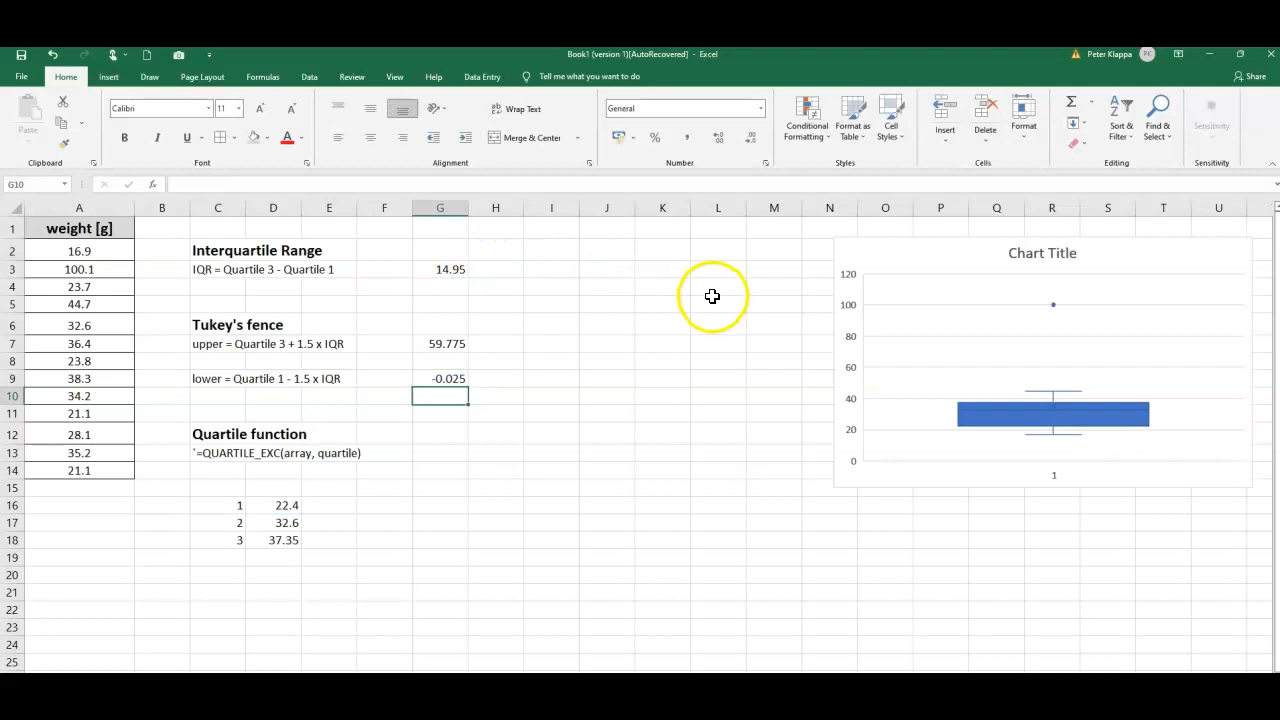 Book1 (version 1)[AutoRecovered] - Excel
Peter Klappa PK
File Home Insert Draw Page Layout Formulas Data Review View Help Data Entry Tell me what you want to do Share
Calibri 11 Wrap Text General
Paste B I U A Merge & Center % Conditional Formatting Format as Table Cell Styles Insert Delete Format Sort & Filter Find & Select Sensitivity
Clipboard Font Alignment Number Styles Cells Editing Sensitivity
G10 fx
A B C D E F G H I J K L M N O P Q R S T U
1 weight [g]
2 16.9 Interquartile Range
3 100.1 IQR = Quartile 3 - Quartile 1 14.95
4 23.7
5 44.7
6 32.6 Tukey's fence
7 36.4 upper = Quartile 3 + 1.5 x IQR 59.775
8 23.8
9 38.3 lower = Quartile 1 - 1.5 x IQR -0.025
10 34.2
11 21.1
12 28.1 Quartile function
13 35.2 `=QUARTILE_EXC(array, quartile)
14 21.1
15
16 1 22.4
17 2 32.6
18 3 37.35
19
20
21
22
23
24
25
Chart Title
120
100
80
60
40
20
0
1